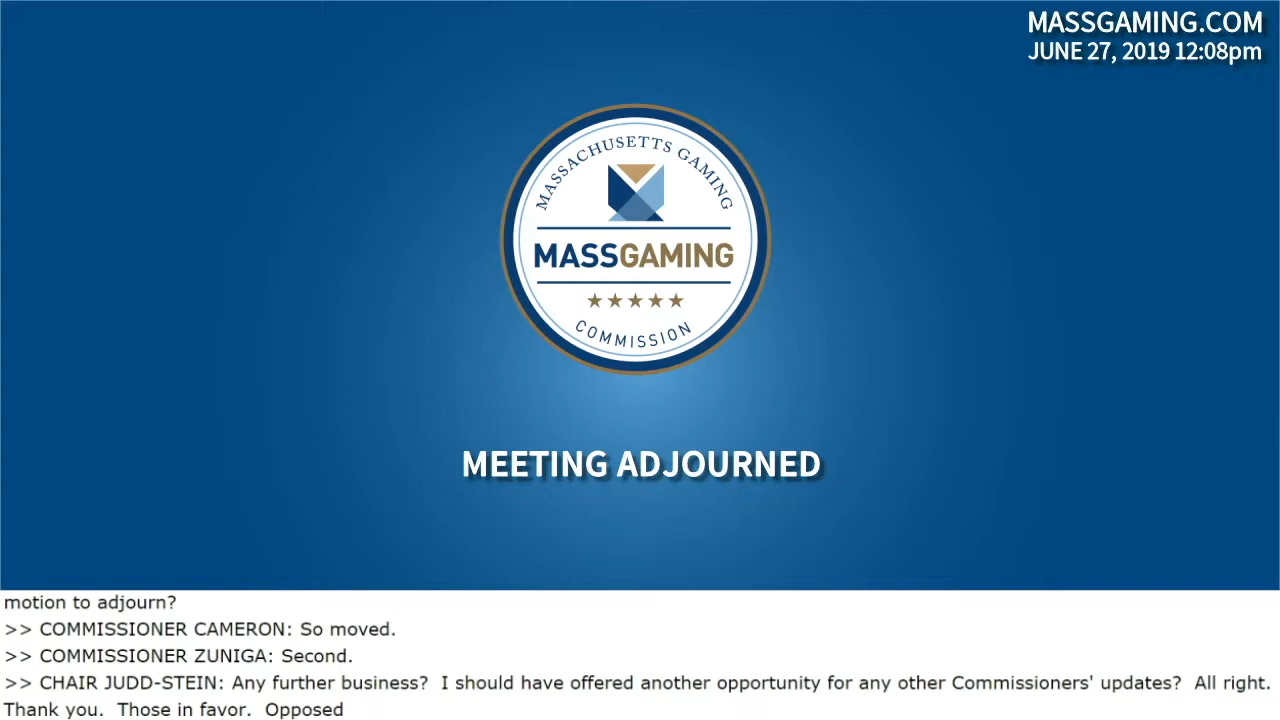 MASSGAMING.COM
JUNE 27, 2019 12:08pm
MASSACHUSETTS GAMING
MASSGAMING
COMMISSION
MEETING ADJOURNED
motion to adjourn?
>> COMMISSIONER CAMERON: So moved.
>> COMMISSIONER ZUNIGA: Second.
>> CHAIR JUDD-STEIN: Any further business?  I should have offered another opportunity for any other Commissioners' updates?  All right.
Thank you.  Those in favor.  Opposed